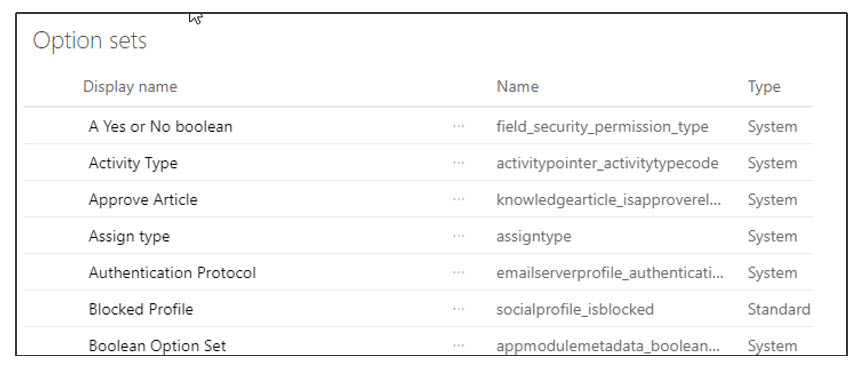 Option sets
Display name Name Type
A Yes or No boolean ... field_security_permission_type System
Activity Type ... activitypointer_activitytypecode System
Approve Article ... knowledgearticle_isapproverel... System
Assign type ... assigntype System
Authentication Protocol ... emailserverprofile_authenticati... System
Blocked Profile ... socialprofile_isblocked Standard
Boolean Option Set ... appmodulemetadata_boolean... System